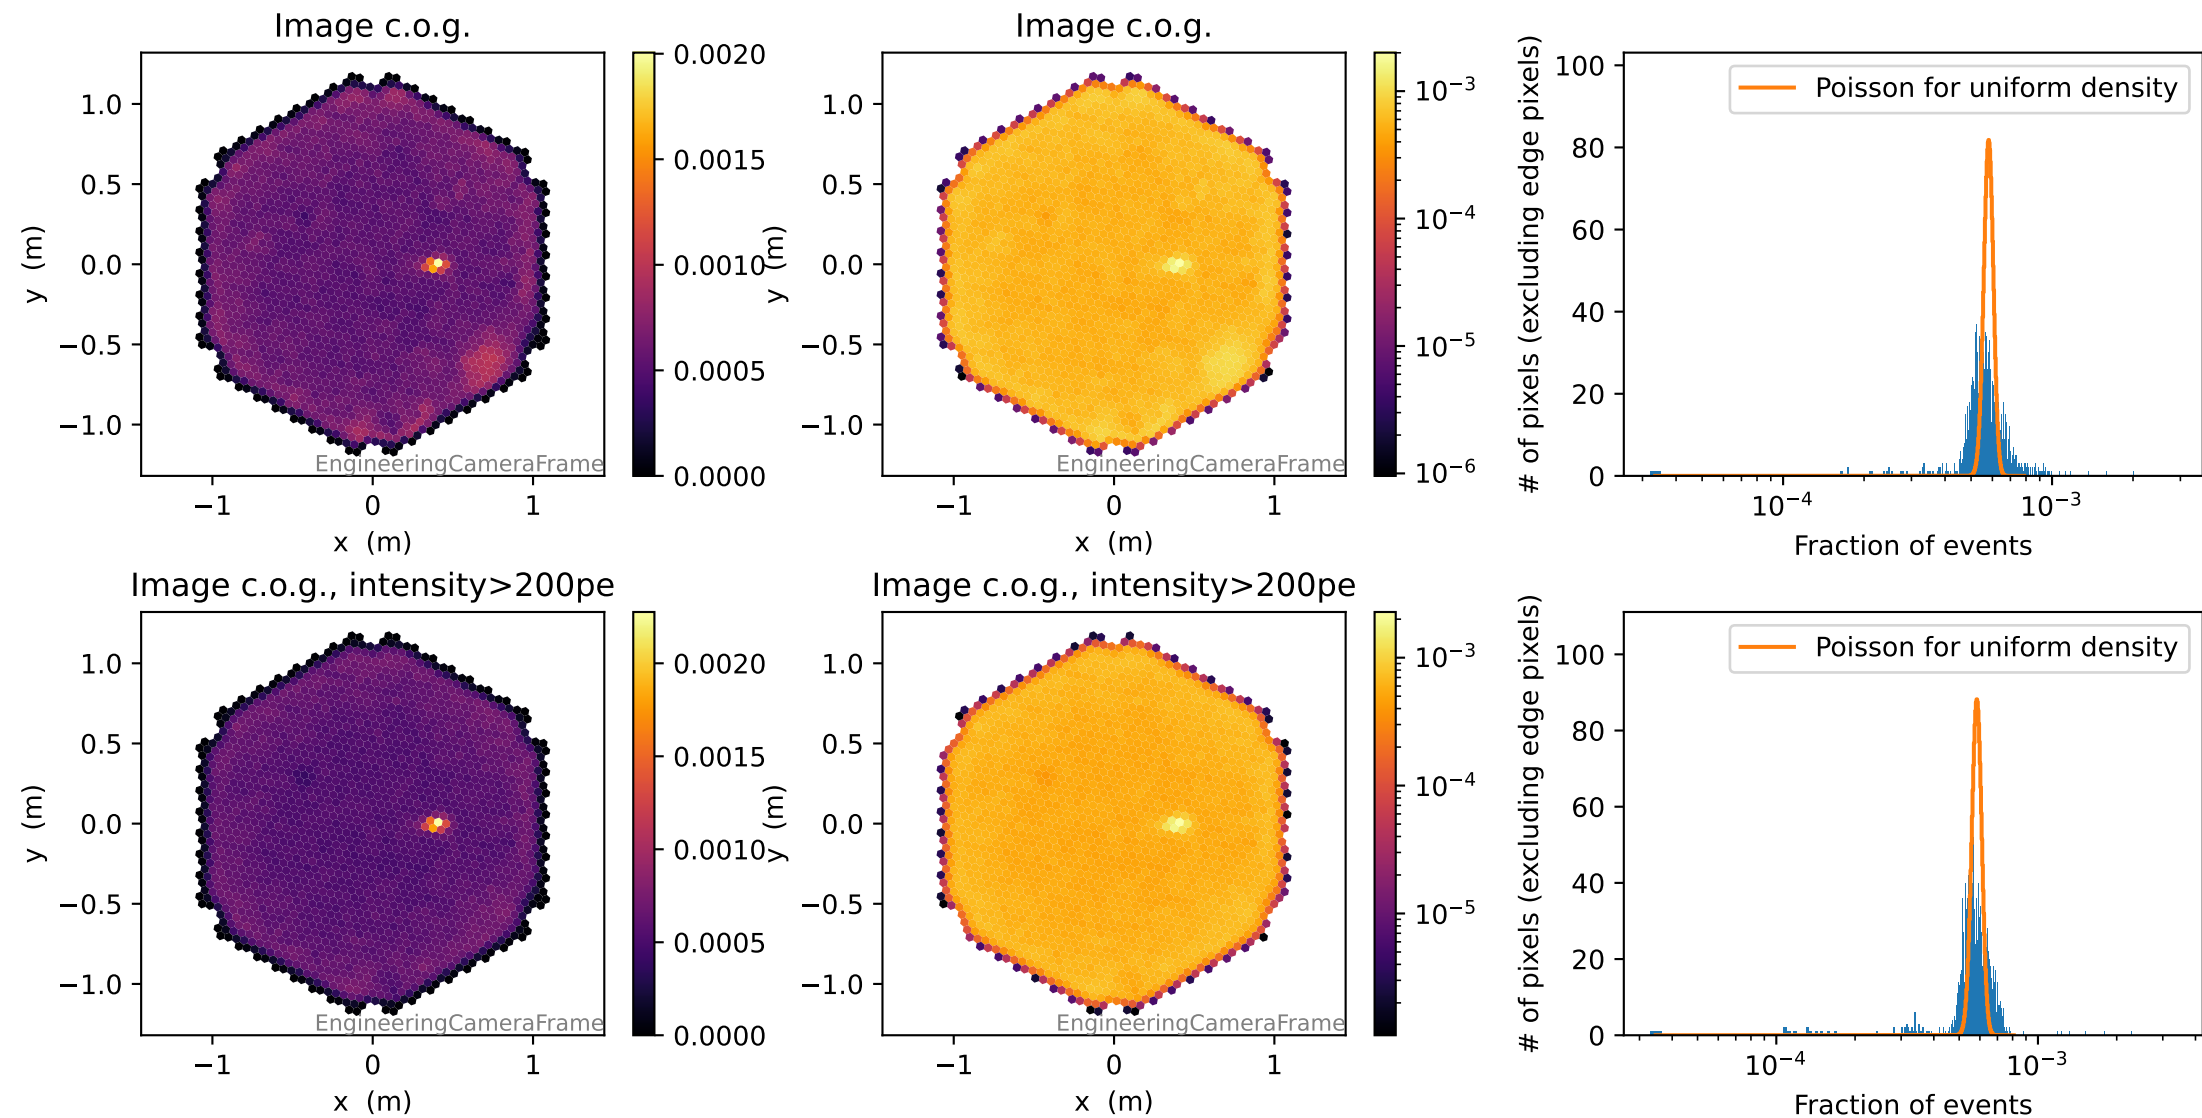 Image c.o.g.
y (m)
1.0
0.5
0.0
−0.5
−1.0
−1
0
1
x (m)
EngineeringCameraFrame
0.0020
0.0015
0.0010
0.0005
0.0000
Image c.o.g.
y (m)
1.0
0.5
0.0
−0.5
−1.0
−1
0
1
x (m)
EngineeringCameraFrame
10⁻³
10⁻⁴
10⁻⁵
10⁻⁶
# of pixels (excluding edge pixels)
100
80
60
40
20
0
Poisson for uniform density
10⁻⁴
10⁻³
Fraction of events
Image c.o.g., intensity>200pe
y (m)
1.0
0.5
0.0
−0.5
−1.0
−1
0
1
x (m)
EngineeringCameraFrame
0.0020
0.0015
0.0010
0.0005
0.0000
Image c.o.g., intensity>200pe
y (m)
1.0
0.5
0.0
−0.5
−1.0
−1
0
1
x (m)
EngineeringCameraFrame
10⁻³
10⁻⁴
10⁻⁵
# of pixels (excluding edge pixels)
100
80
60
40
20
0
Poisson for uniform density
10⁻⁴
10⁻³
Fraction of events